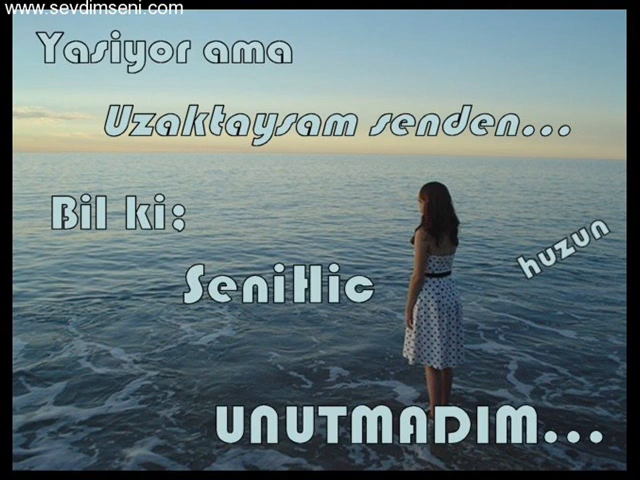 www.sevdimseni.com
Yasiyor ama
Uzaktaysam senden...
Bil ki;
SeniHic
huzun
UNUTMADIM...